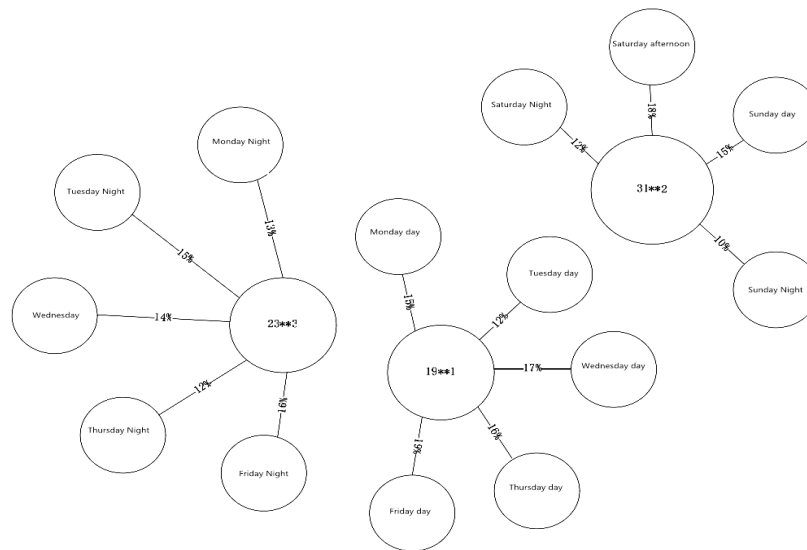 Monday Night
13%
Tuesday Night
15%
Wednesday
14%
23**3
Thursday Night
12%
Friday Night
16%
Monday day
15%
Tuesday day
12%
19**1
Wednesday day
17%
Thursday day
16%
Friday day
19%
Saturday afternoon
18%
Saturday Night
12%
Sunday day
15%
31**2
Sunday Night
10%